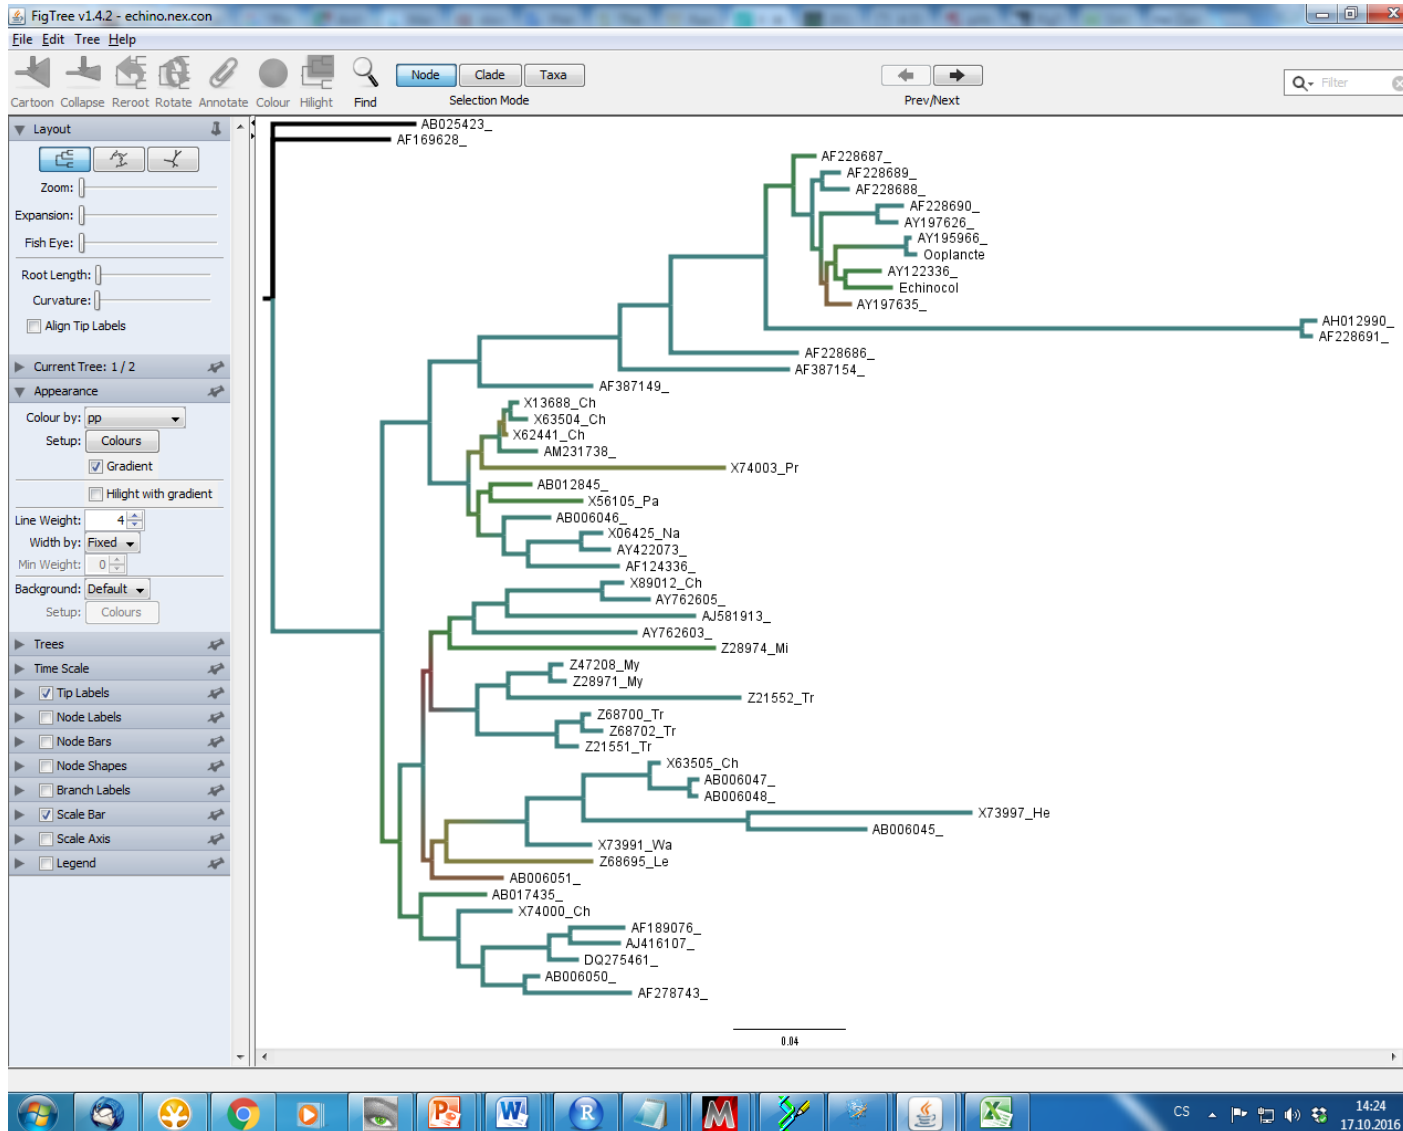 FigTree v1.4.2 - echino.nex.con
File Edit Tree Help
Cartoon Collapse Reroot Rotate Annotate Colour Hilight Find
Node Clade Taxa
Selection Mode
Prev/Next
Filter
Layout
Zoom:
Expansion:
Fish Eye:
Root Length:
Curvature:
Align Tip Labels
Current Tree: 1 / 2
Appearance
Colour by: pp
Setup: Colours
Gradient
Hilight with gradient
Line Weight: 4
Width by: Fixed
Min Weight: 0
Background: Default
Setup: Colours
Trees
Time Scale
Tip Labels
Node Labels
Node Bars
Node Shapes
Branch Labels
Scale Bar
Scale Axis
Legend
AB025423_
AF169628_
AF228687_
AF228689_
AF228688_
AF228690_
AY197626_
AY195966_
Ooplancte
AY122336_
Echinocol
AY197635_
AH012990_
AF228691_
AF228686_
AF387154_
AF387149_
X13688_Ch
X63504_Ch
X62441_Ch
AM231738_
X74003_Pr
AB012845_
X56105_Pa
AB006046_
X06425_Na
AY422073_
AF124336_
X89012_Ch
AY762605_
AJ581913_
AY762603_
Z28974_Mi
Z47208_My
Z28971_My
Z21552_Tr
Z68700_Tr
Z68702_Tr
Z21551_Tr
X63505_Ch
AB006047_
AB006048_
X73997_He
AB006045_
X73991_Wa
Z68695_Le
AB006051_
AB017435_
X74000_Ch
AF189076_
AJ416107_
DQ275461_
AB006050_
AF278743_
0.04
CS
14:24
17.10.2016